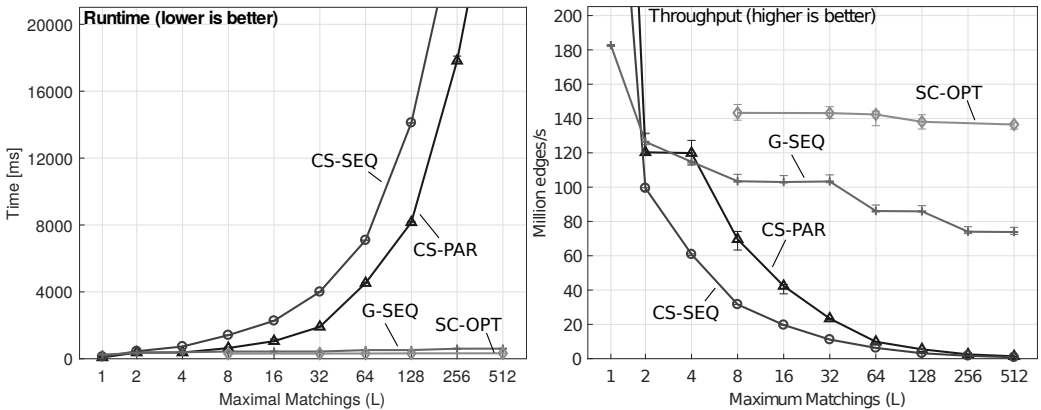 Runtime (lower is better)
20000
16000
12000
8000
4000
0
Time [ms]
CS-SEQ
CS-PAR
G-SEQ
SC-OPT
1 2 4 8 16 32 64 128 256 512
Maximal Matchings (L)
Throughput (higher is better)
200
180
160
140
120
100
80
60
40
20
0
Million edges/s
SC-OPT
G-SEQ
CS-PAR
CS-SEQ
1 2 4 8 16 32 64 128 256 512
Maximum Matchings (L)